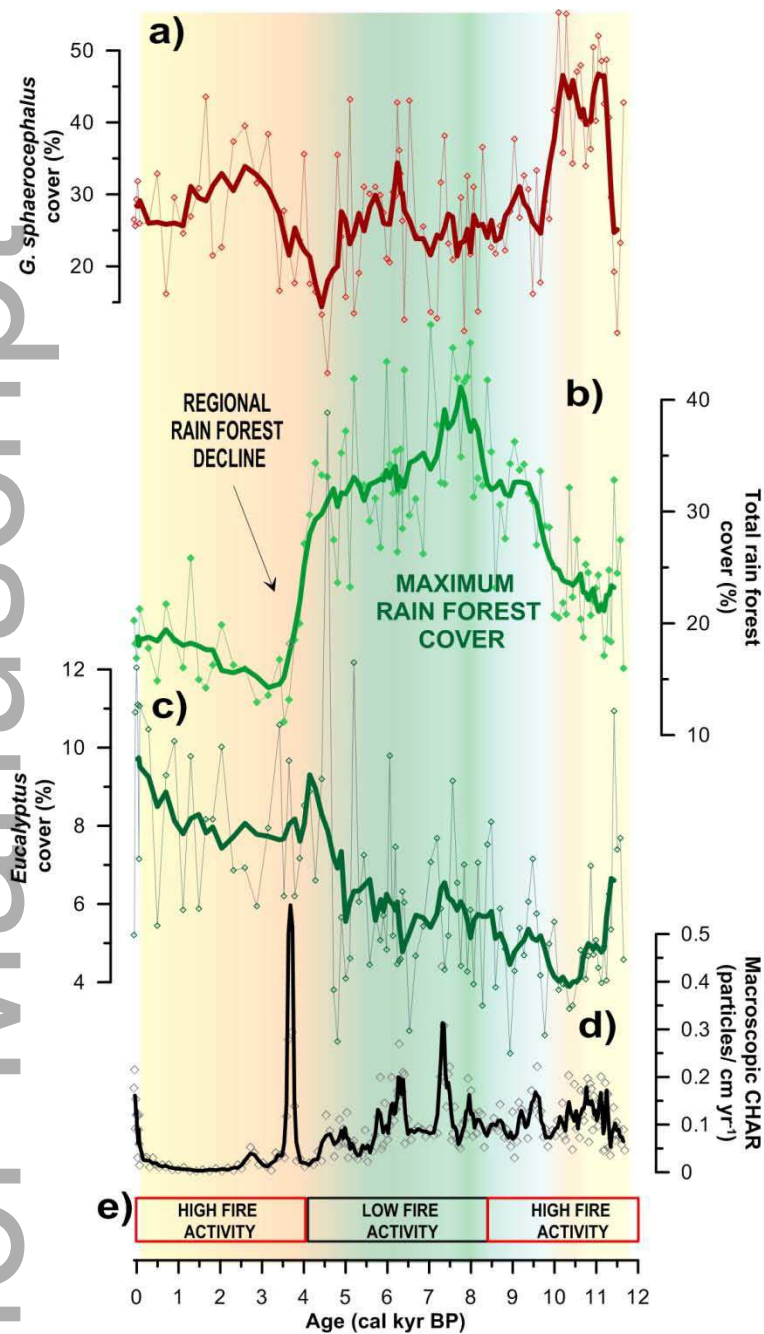 a)
G. sphaerocephalus
cover (%)
50
40
30
20
b)
REGIONAL
RAIN FOREST
DECLINE
MAXIMUM
RAIN FOREST
COVER
40
30
20
10
Total rain forest
cover (%)
c)
Eucalyptus
cover (%)
12
10
8
6
4
d)
0.5
0.4
0.3
0.2
0.1
0
Macroscopic CHAR
(particles/ cm yr⁻¹)
e)
HIGH FIRE
ACTIVITY
LOW FIRE
ACTIVITY
HIGH FIRE
ACTIVITY
0 1 2 3 4 5 6 7 8 9 10 11 12
Age (cal kyr BP)